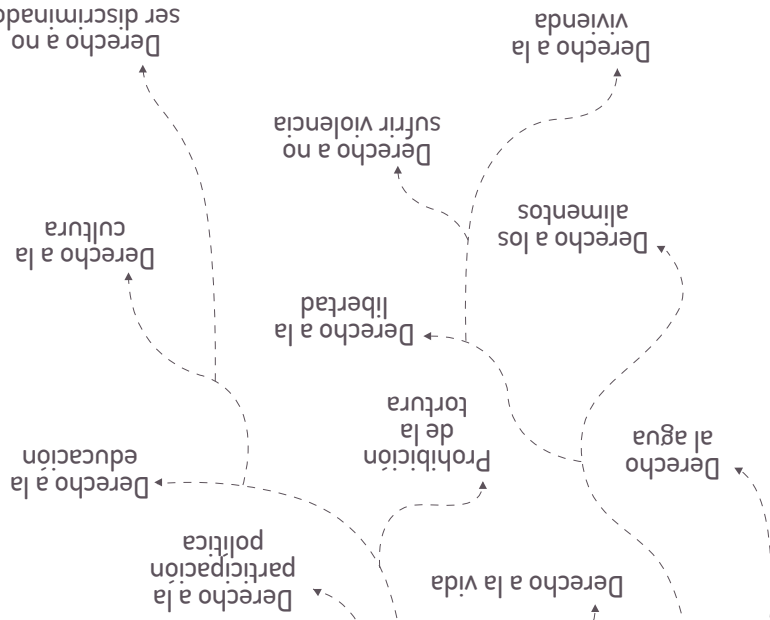 Derecho a la vida
Derecho a la
participación
política
Derecho
al agua
Prohibición
de la
tortura
Derecho a la
educación
Derecho a la
libertad
Derecho a los
alimentos
Derecho a la
cultura
Derecho a no
sufrir violencia
Derecho a la
vivienda
Derecho a no
ser discriminado